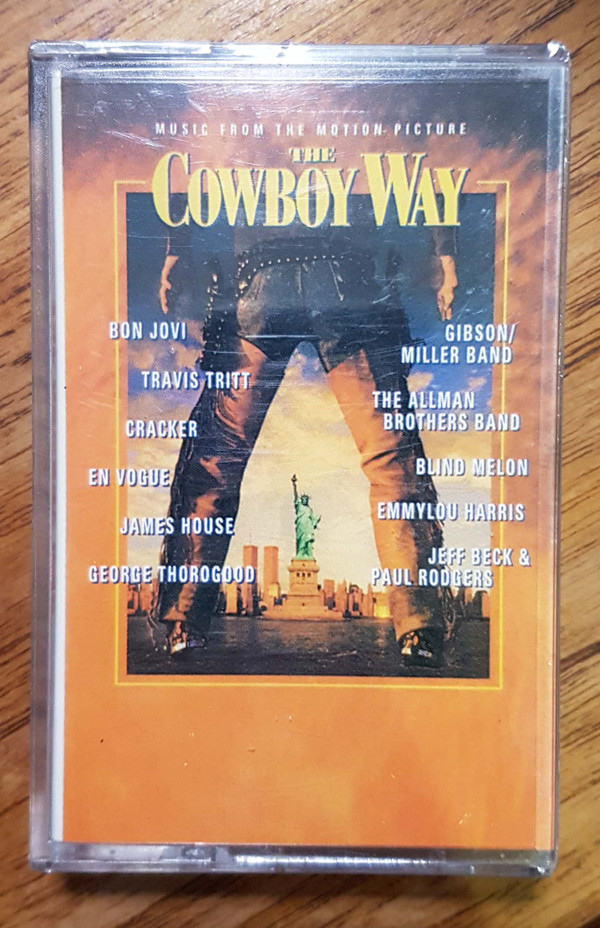 MUSIC FROM THE MOTION PICTURE
THE
COWBOY WAY
BON JOVI
TRAVIS TRITT
CRACKER
EN VOGUE
JAMES HOUSE
GEORGE THOROGOOD
GIBSON/
MILLER BAND
THE ALLMAN
BROTHERS BAND
BLIND MELON
EMMYLOU HARRIS
JEFF BECK &
PAUL RODGERS